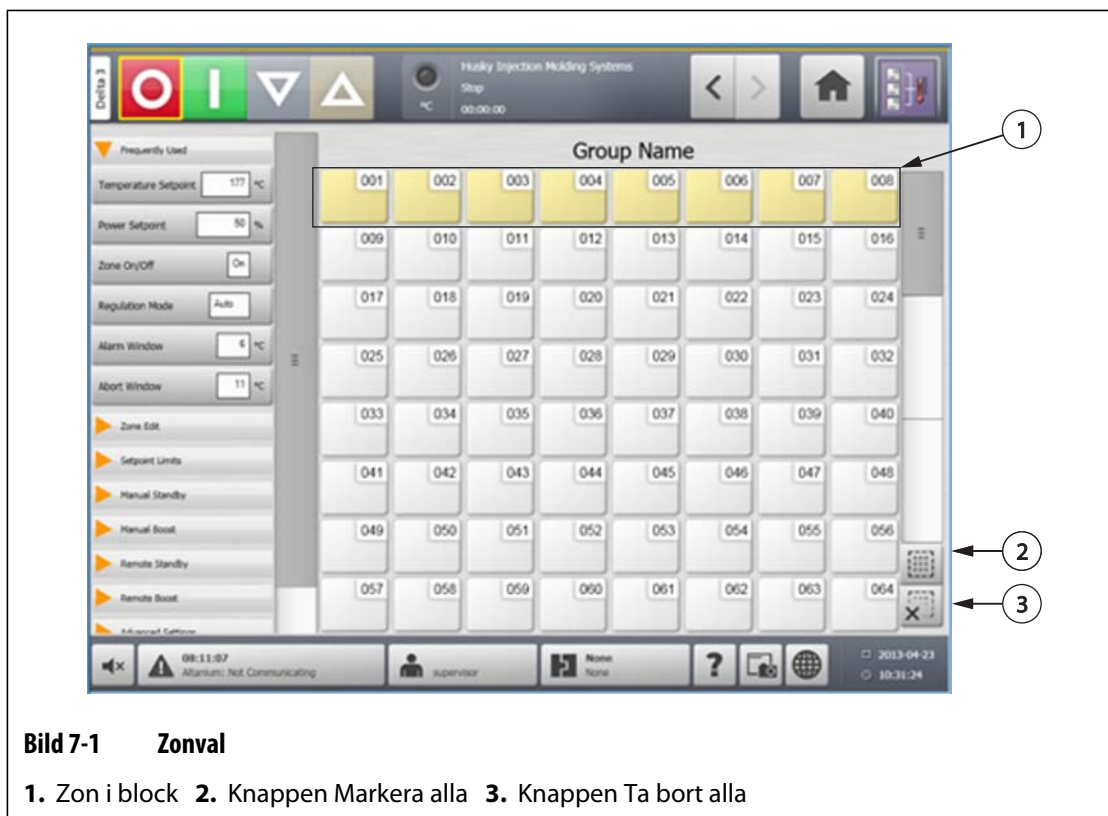 Delta 3
Husky Injection Molding Systems
Stop
°C 00:00:00
Frequently Used
Group Name
Temperature Setpoint 177 °C
001 002 003 004 005 006 007 008
Power Setpoint 50 %
009 010 011 012 013 014 015 016
Zone On/Off On
Regulation Mode Auto
017 018 019 020 021 022 023 024
Alarm Window 6 °C
025 026 027 028 029 030 031 032
Abort Window 11 °C
033 034 035 036 037 038 039 040
Zone Edit
Setpoint Limits
041 042 043 044 045 046 047 048
Manual Standby
Manual Boost
049 050 051 052 053 054 055 056
Remote Standby
057 058 059 060 061 062 063 064
Remote Boost
Advanced Settings
08:11:07
Altanium: Not Communicating
supervisor
None
None
?
2013-04-23
10:31:24
1
2
3
Bild 7-1 Zonval
1. Zon i block 2. Knappen Markera alla 3. Knappen Ta bort alla